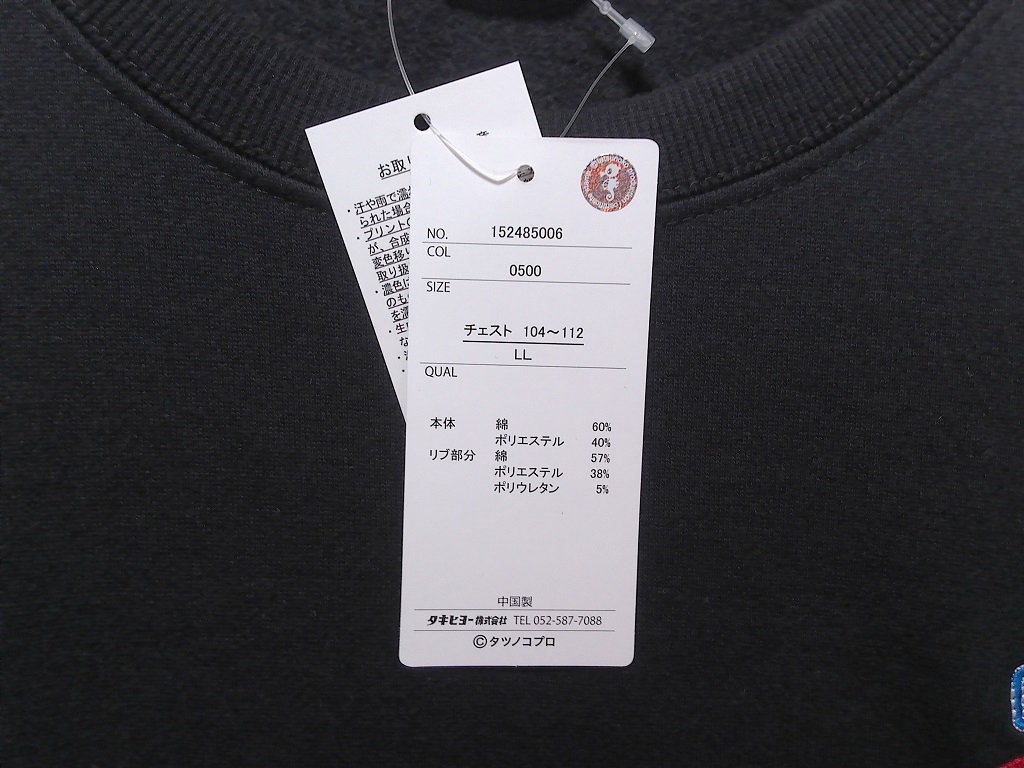 お取
・汗や雨で濡
られた場合
・プリントの
が、合成
変色移り
取り扱
・濃色は
のもの
を濃
・生
な
NO. 152485006
COL
0500
SIZE
チェスト 104～112
LL
QUAL
本体 綿 60%
ポリエステル 40%
リブ部分 綿 57%
ポリエステル 38%
ポリウレタン 5%
中国製
タキヒヨー株式会社 TEL 052-587-7088
©タツノコプロ